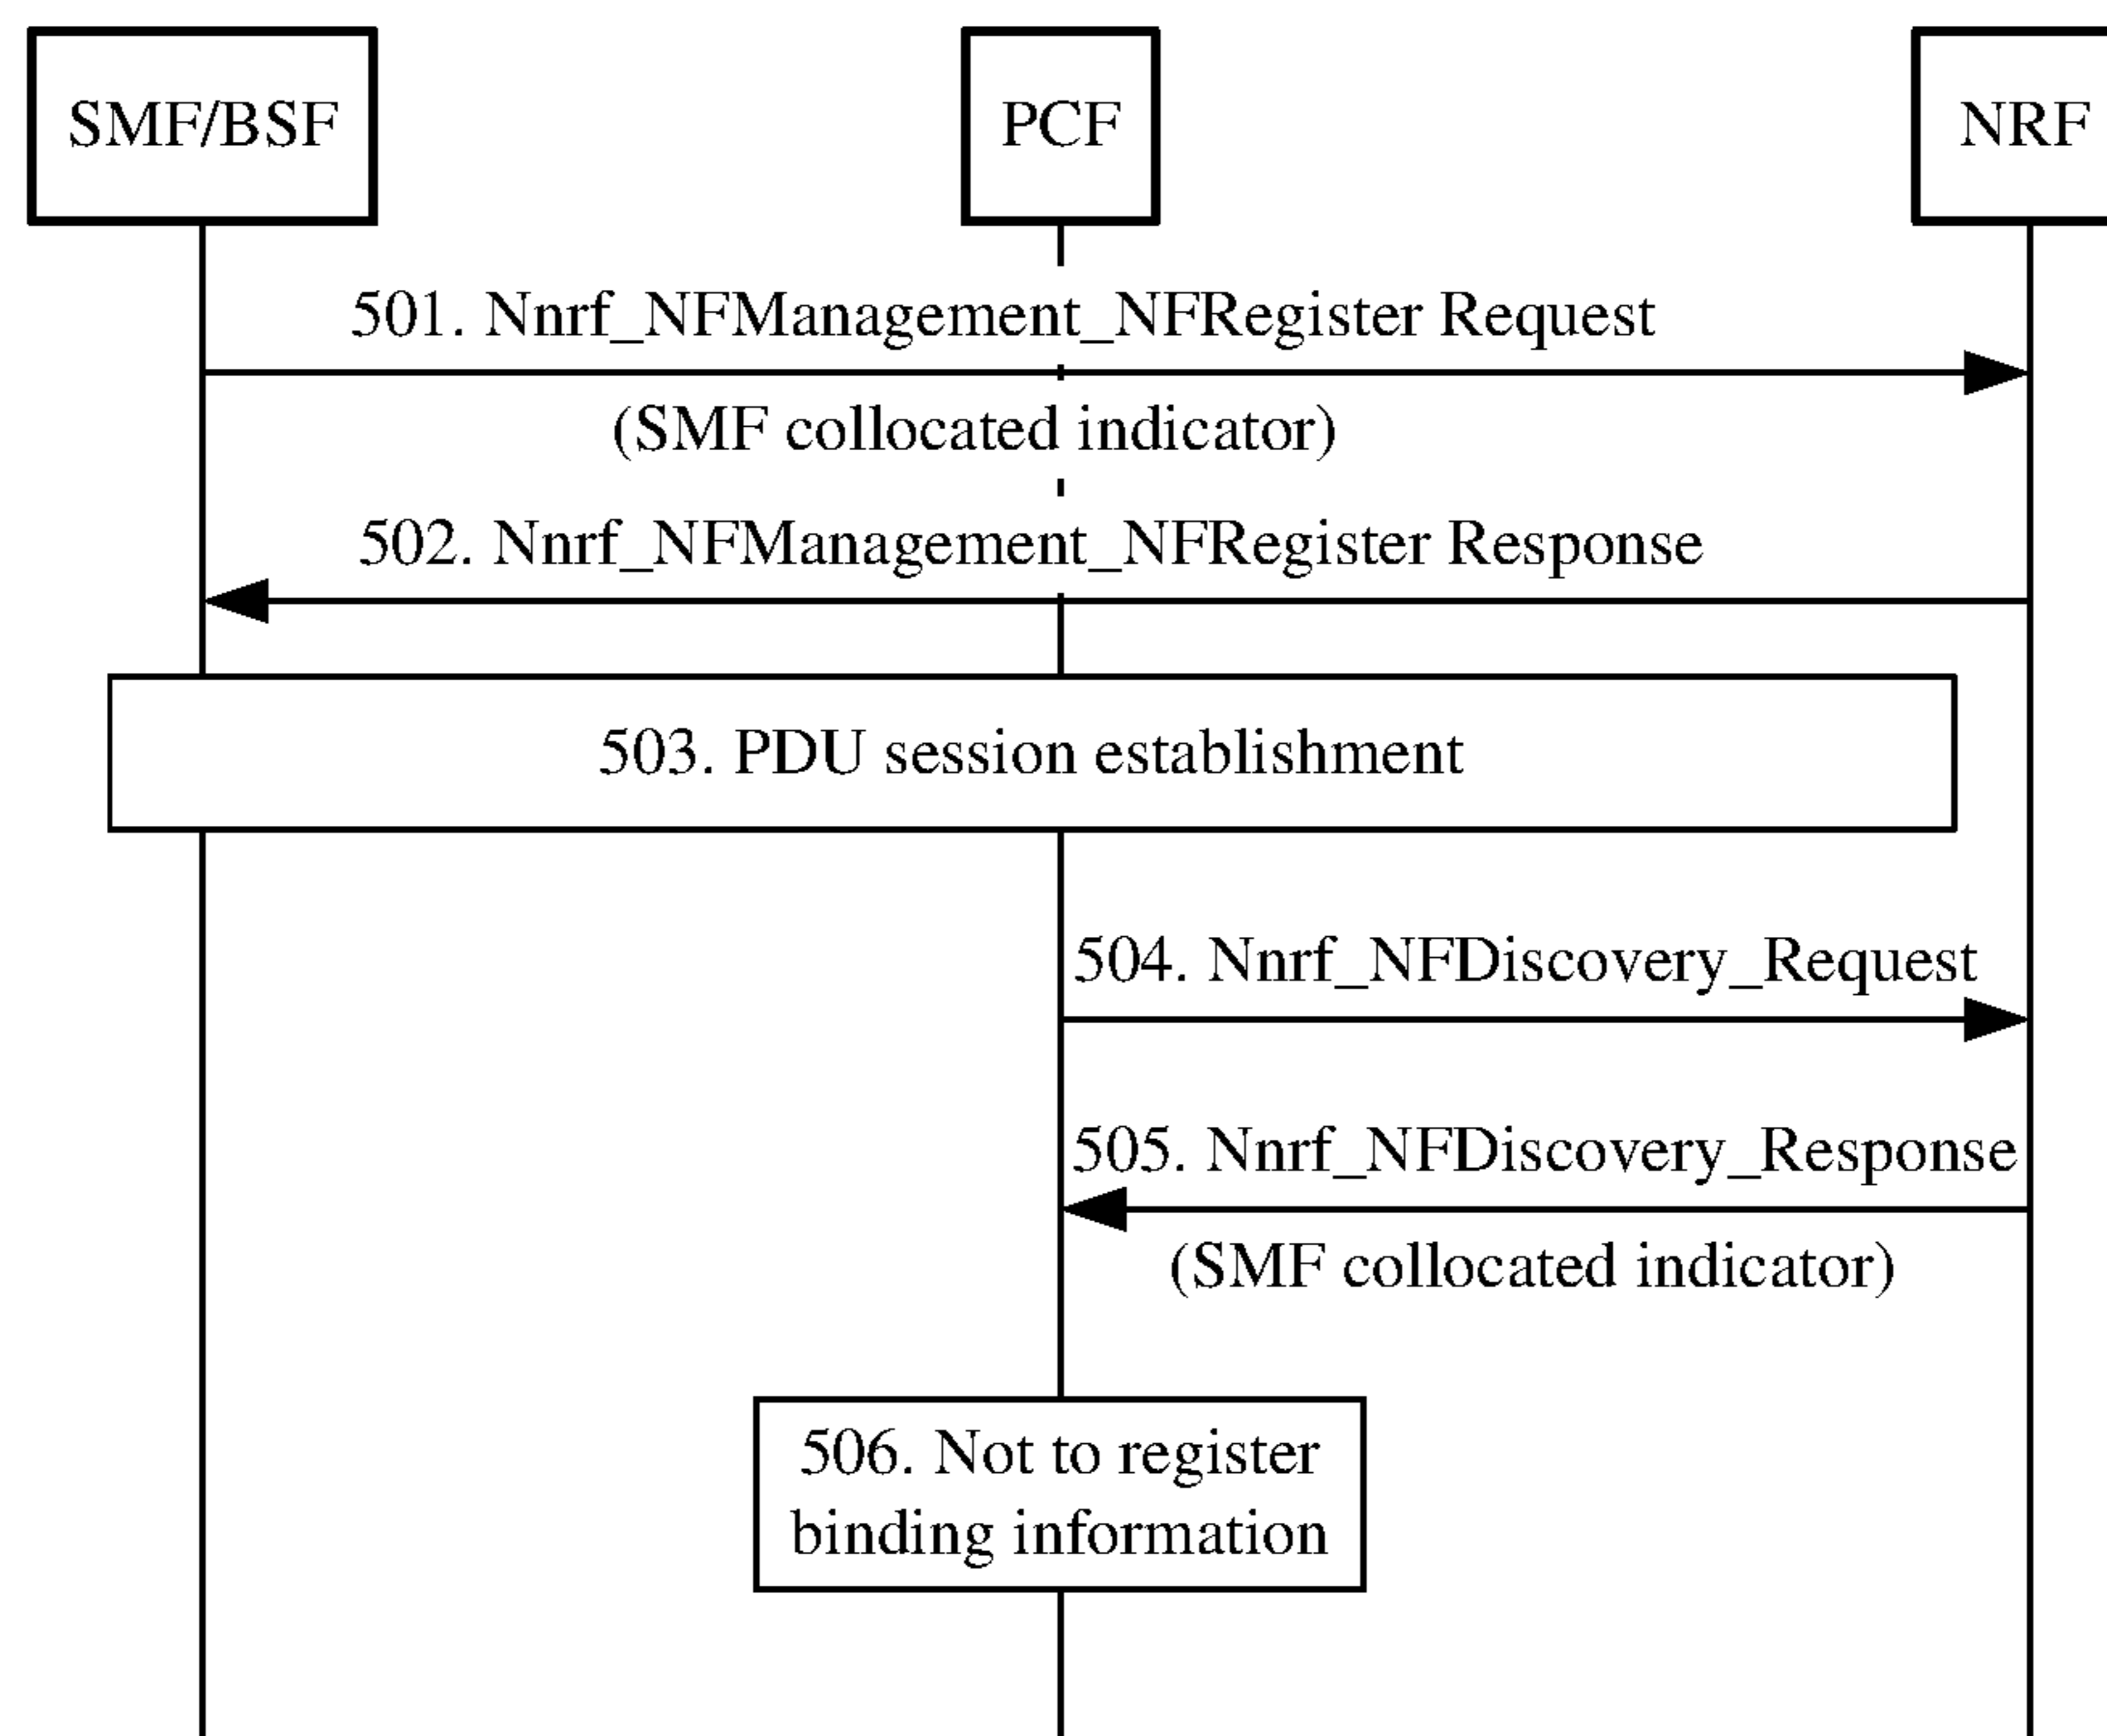 SMF/BSF
PCF
NRF
501. Nnrf_NFManagement_NFRegister Request
(SMF collocated indicator)
502. Nnrf_NFManagement_NFRegister Response
503. PDU session establishment
504. Nnrf_NFDiscovery_Request
505. Nnrf_NFDiscovery_Response
(SMF collocated indicator)
506. Not to register
binding information